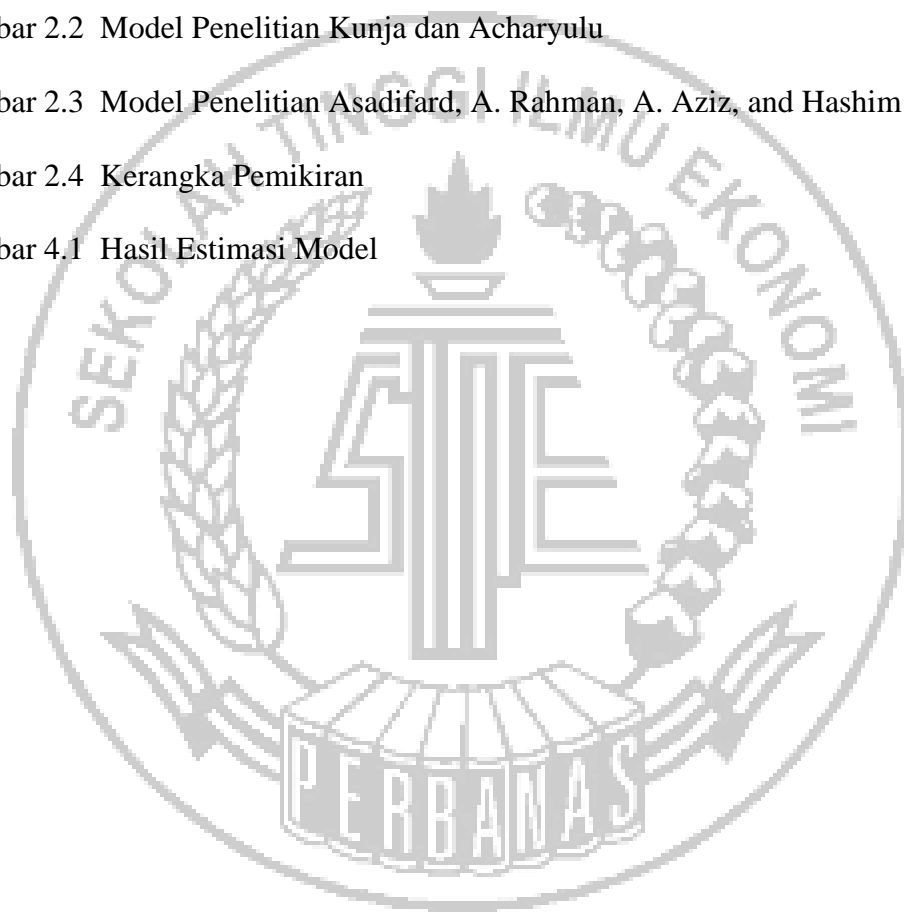 bar 2.2 Model Penelitian Kunja dan Acharyulu
bar 2.3 Model Penelitian Asadifard, A. Rahman, A. Aziz, and Hashim
bar 2.4 Kerangka Pemikiran
bar 4.1 Hasil Estimasi Model
SEKOLAH TINGGI ILMU EKONOMI
STIE
PERBANAS